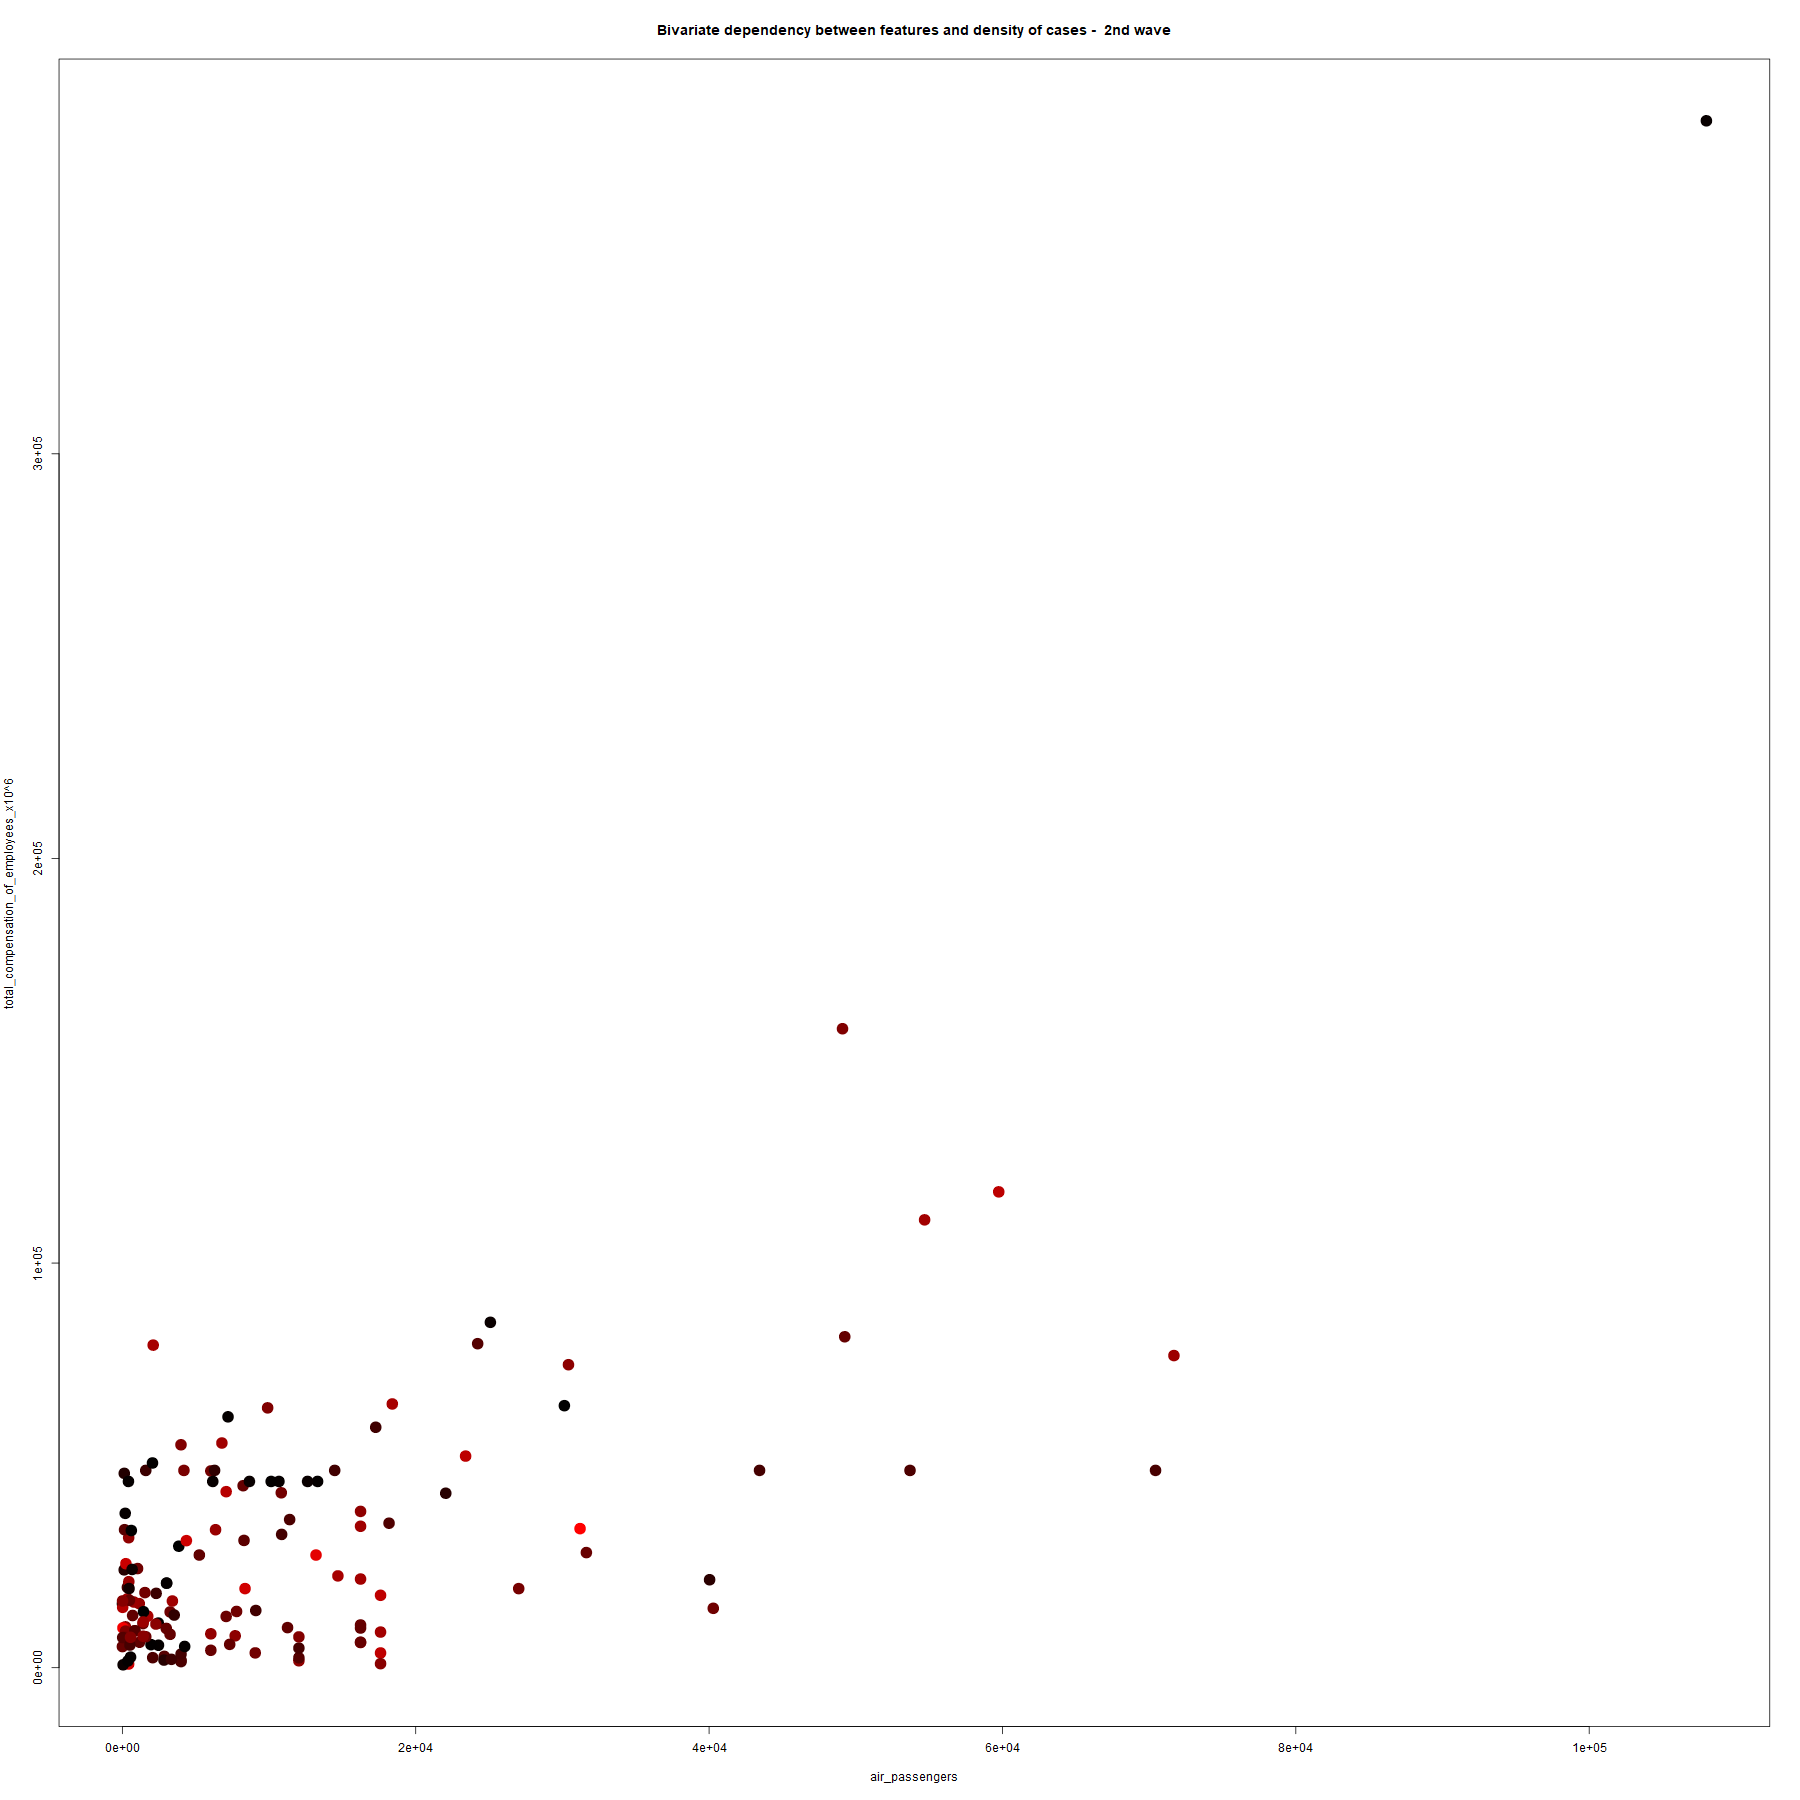 Bivariate dependency between features and density of cases -  2nd wave
total_compensation_of_employees_x10^6
3e+05
2e+05
1e+05
0e+00
0e+00 2e+04 4e+04 6e+04 8e+04 1e+05
air_passengers